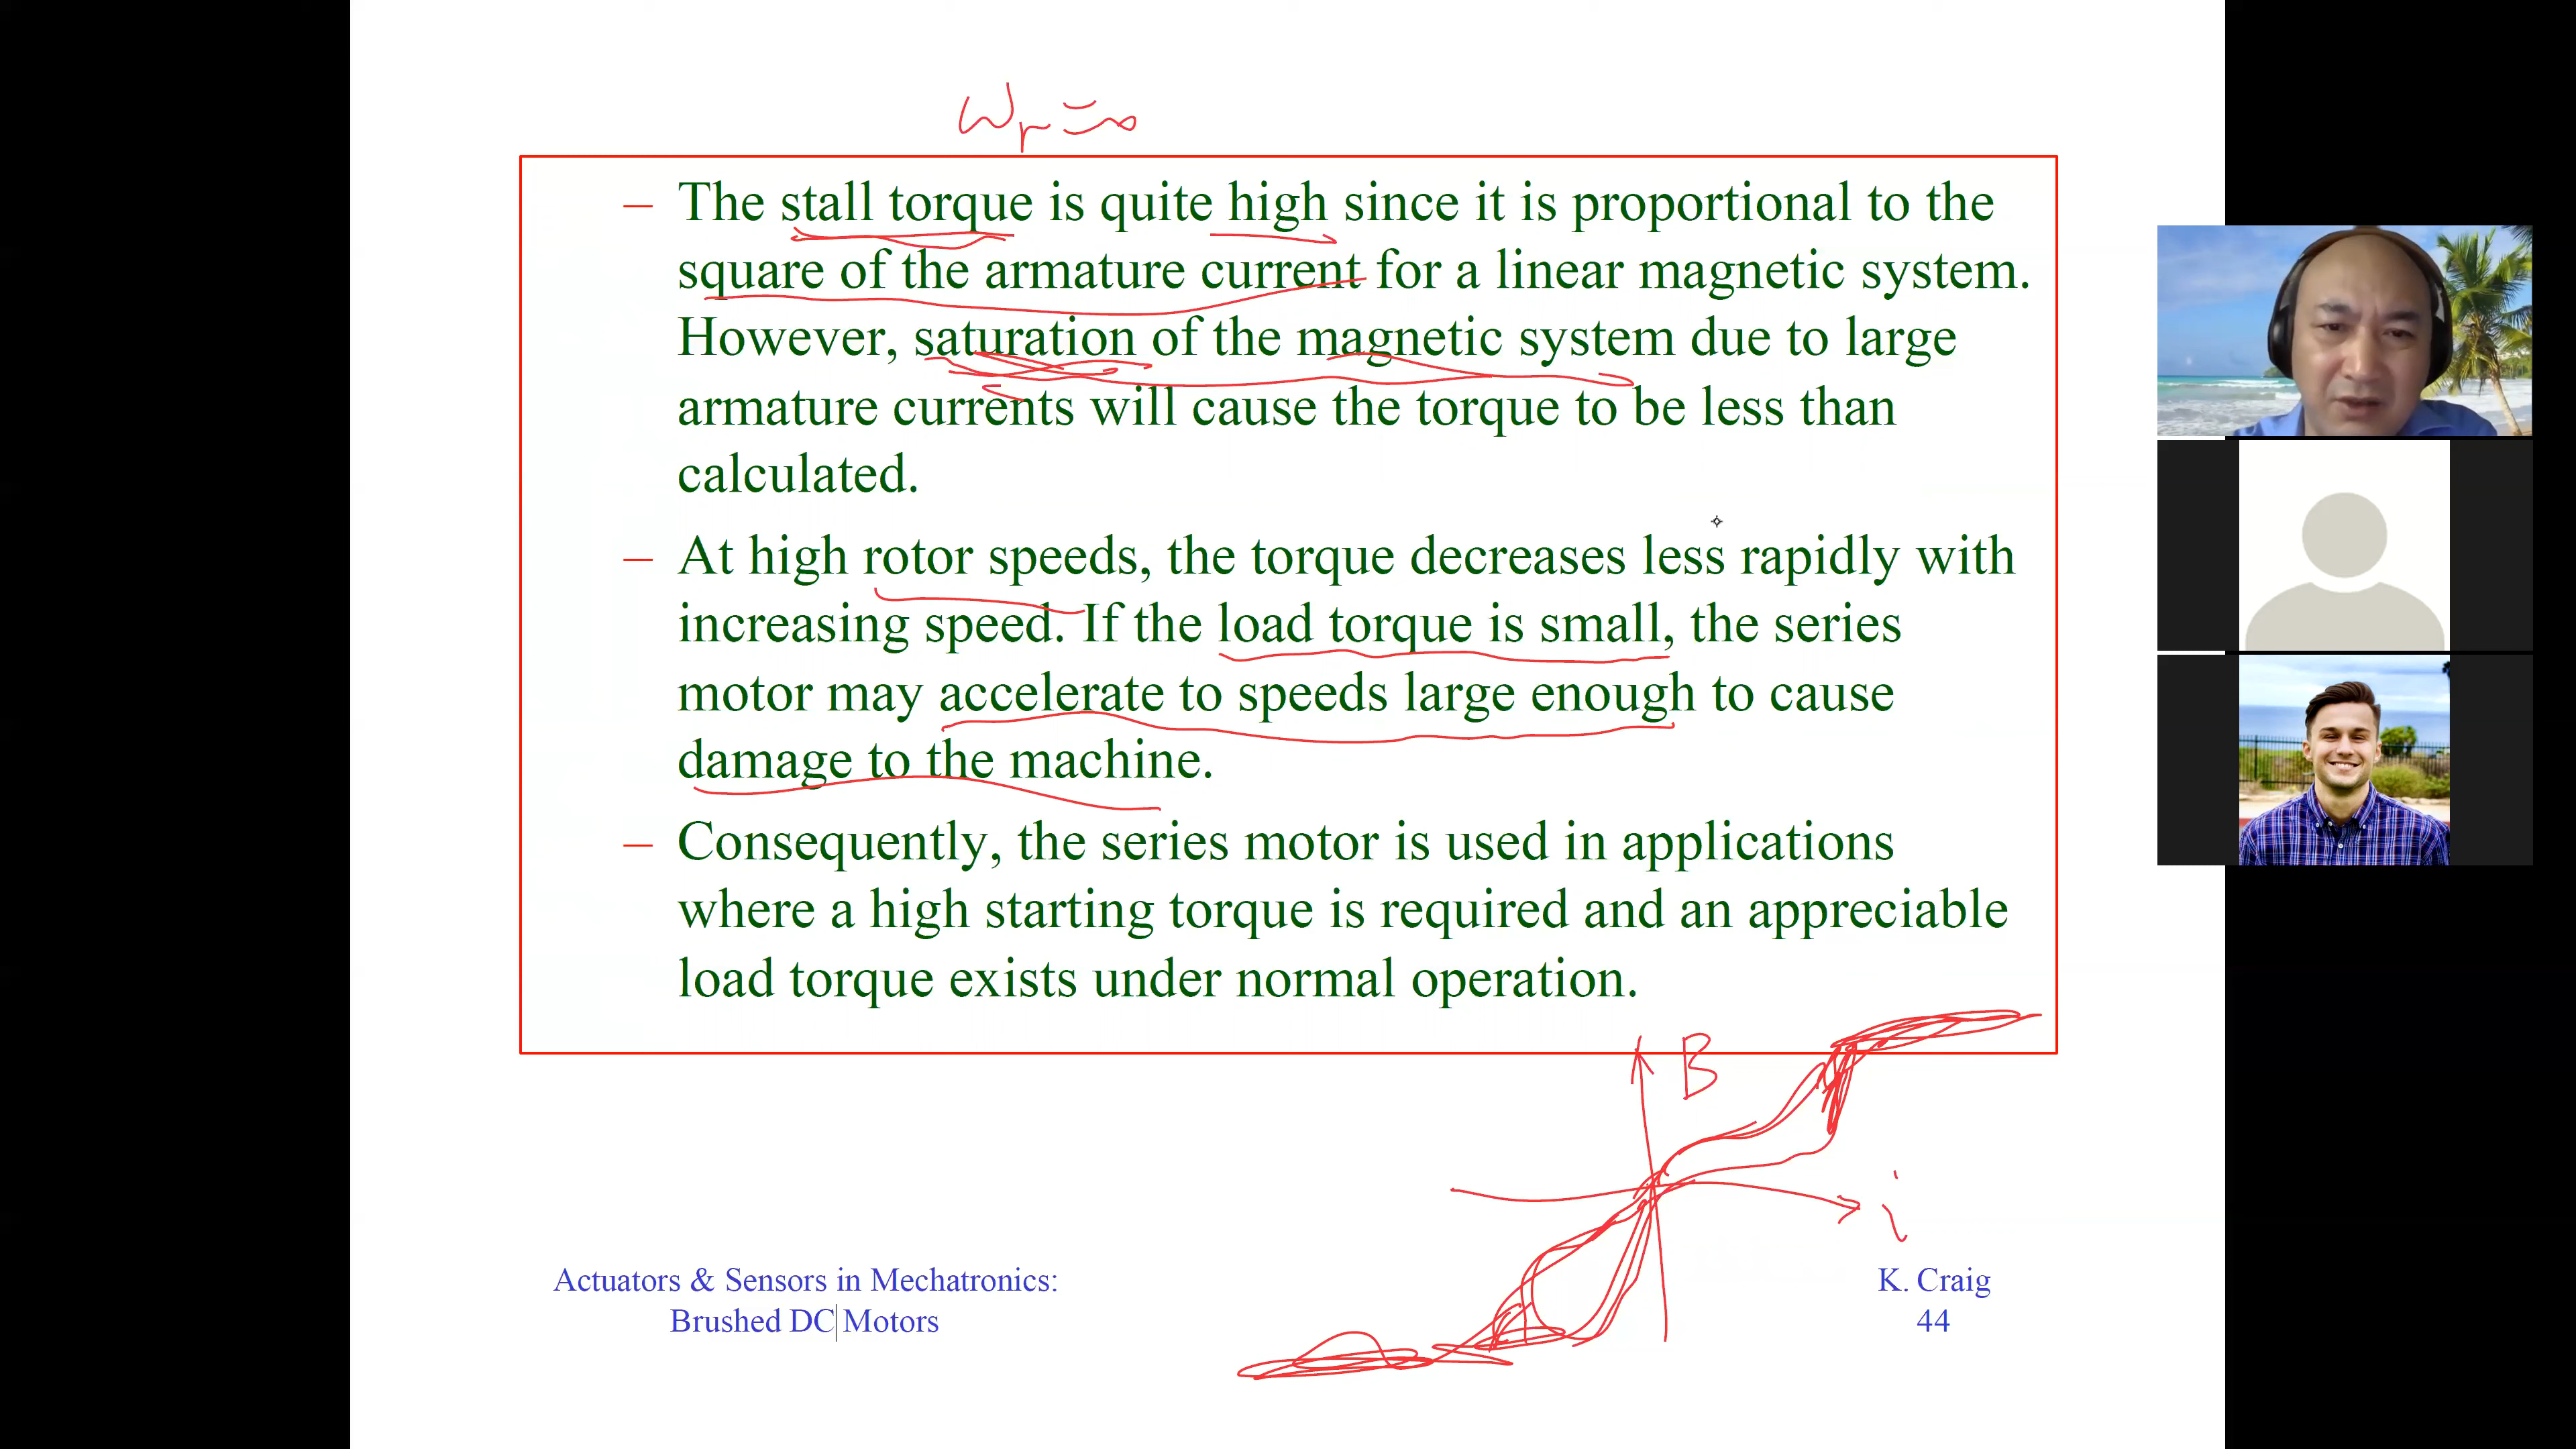 ωr = ∞
– The stall torque is quite high since it is proportional to the
square of the armature current for a linear magnetic system.
However, saturation of the magnetic system due to large
armature currents will cause the torque to be less than
calculated.
– At high rotor speeds, the torque decreases less rapidly with
increasing speed. If the load torque is small, the series
motor may accelerate to speeds large enough to cause
damage to the machine.
– Consequently, the series motor is used in applications
where a high starting torque is required and an appreciable
load torque exists under normal operation.
B
i
Actuators & Sensors in Mechatronics:
Brushed DC Motors
K. Craig
44